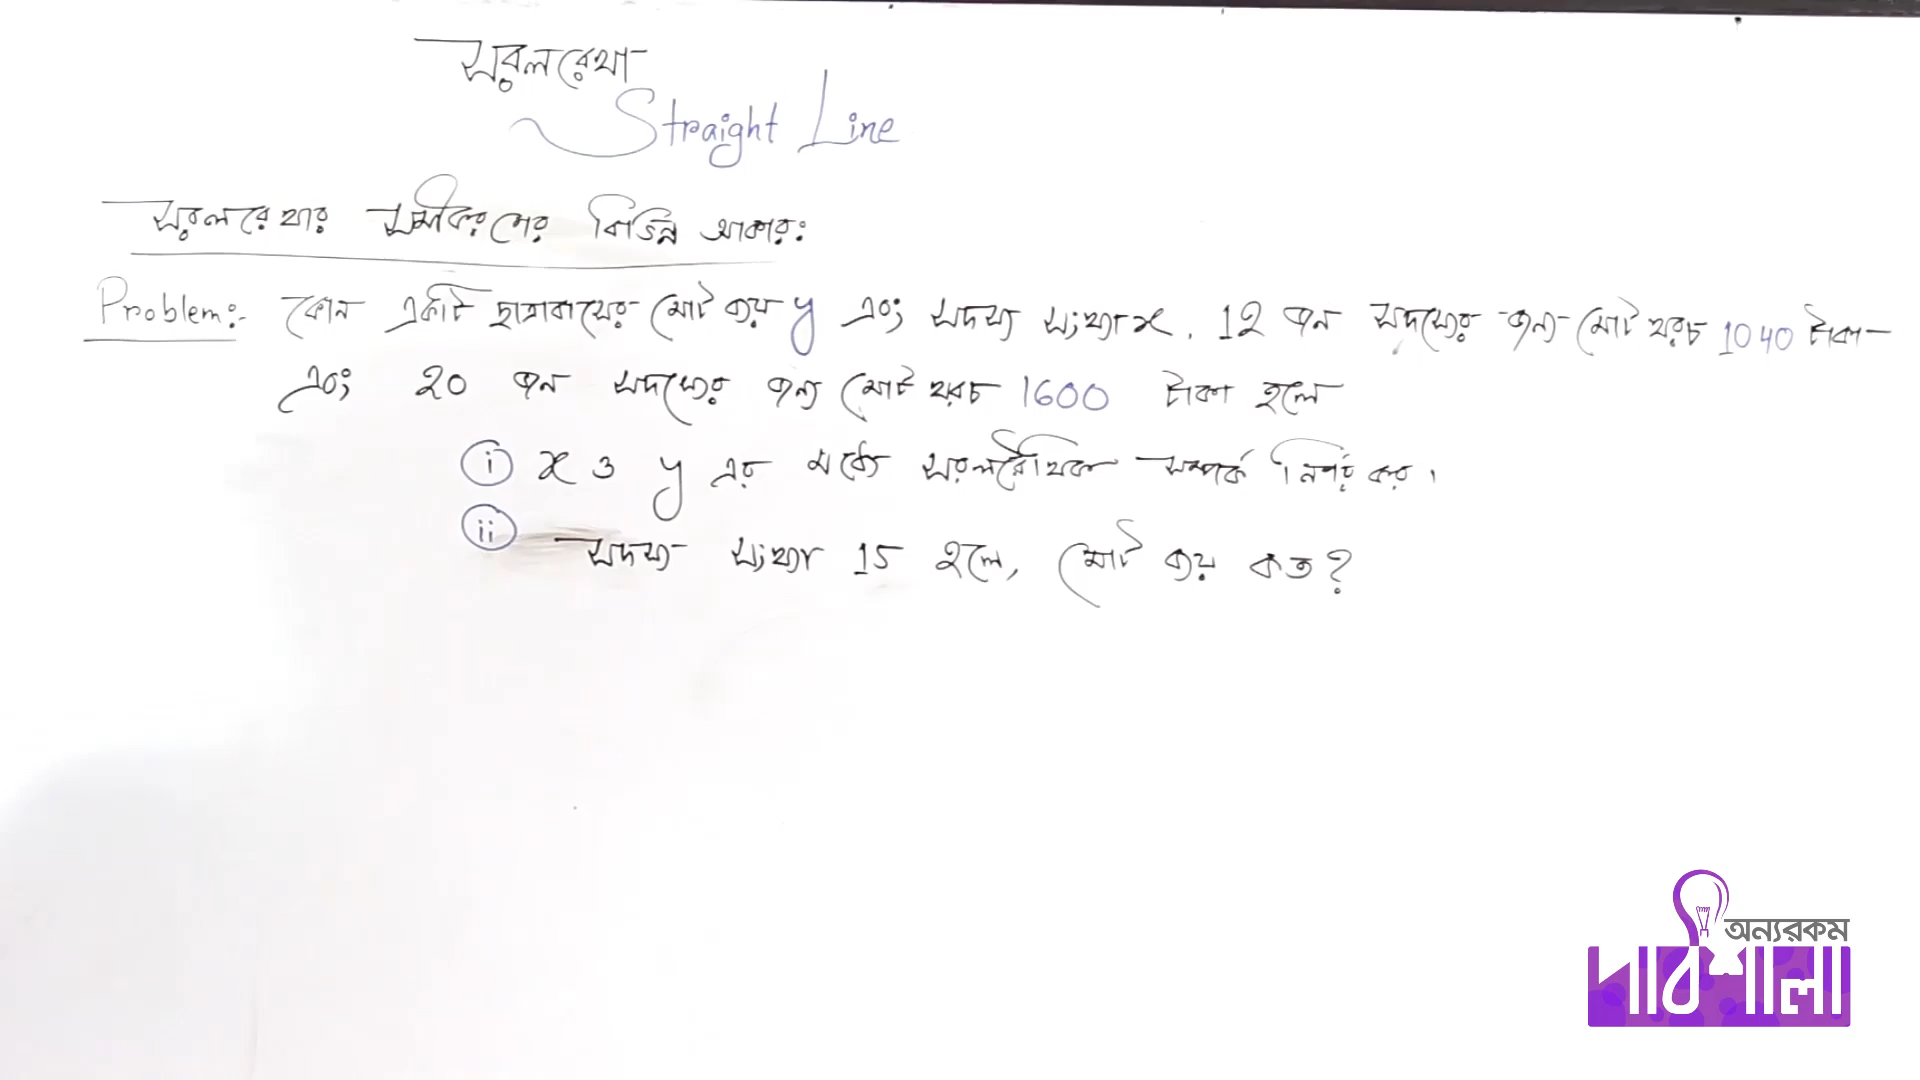 সরলরেখা
Straight Line
সরলরেখার সমীকরণের বিভিন্ন আকার:
Problem:- কোন একটি ছাত্রাবাসের মোট ব্যয় y এবং সদস্য সংখ্যা x. 12 জন সদস্যের জন্য মোট খরচ 1040 টাকা
এবং 20 জন সদস্যের জন্য মোট খরচ 1600 টাকা হলে
(i) x ও y এর মধ্যে সরলরৈখিক সম্পর্ক নির্ণয় কর।
(ii) সদস্য সংখ্যা 15 হলে, মোট ব্যয় কত?
অন্যরকম
পাঠশালা